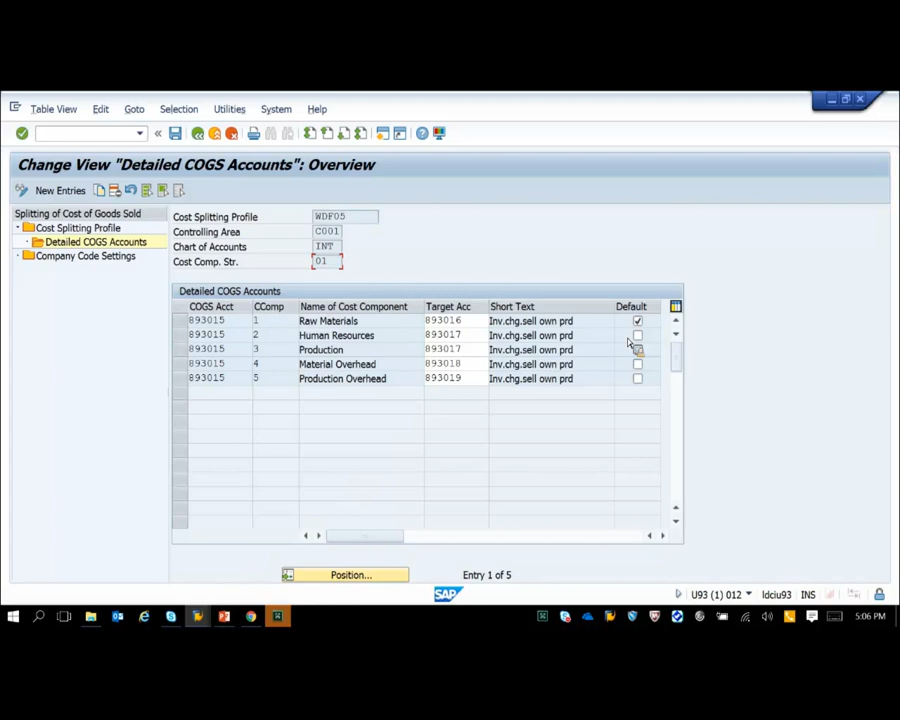 Table View Edit Goto Selection Utilities System Help
Change View "Detailed COGS Accounts": Overview
New Entries
Splitting of Cost of Goods Sold
Cost Splitting Profile
Detailed COGS Accounts
Company Code Settings
Cost Splitting Profile WDF05
Controlling Area C001
Chart of Accounts INT
Cost Comp. Str. 01
Detailed COGS Accounts
COGS Acct CComp Name of Cost Component Target Acc Short Text Default
893015 1 Raw Materials 893016 Inv.chg.sell own prd
893015 2 Human Resources 893017 Inv.chg.sell own prd
893015 3 Production 893017 Inv.chg.sell own prd
893015 4 Material Overhead 893018 Inv.chg.sell own prd
893015 5 Production Overhead 893019 Inv.chg.sell own prd
Position... Entry 1 of 5
SAP U93 (1) 012 ldciu93 INS
5:06 PM